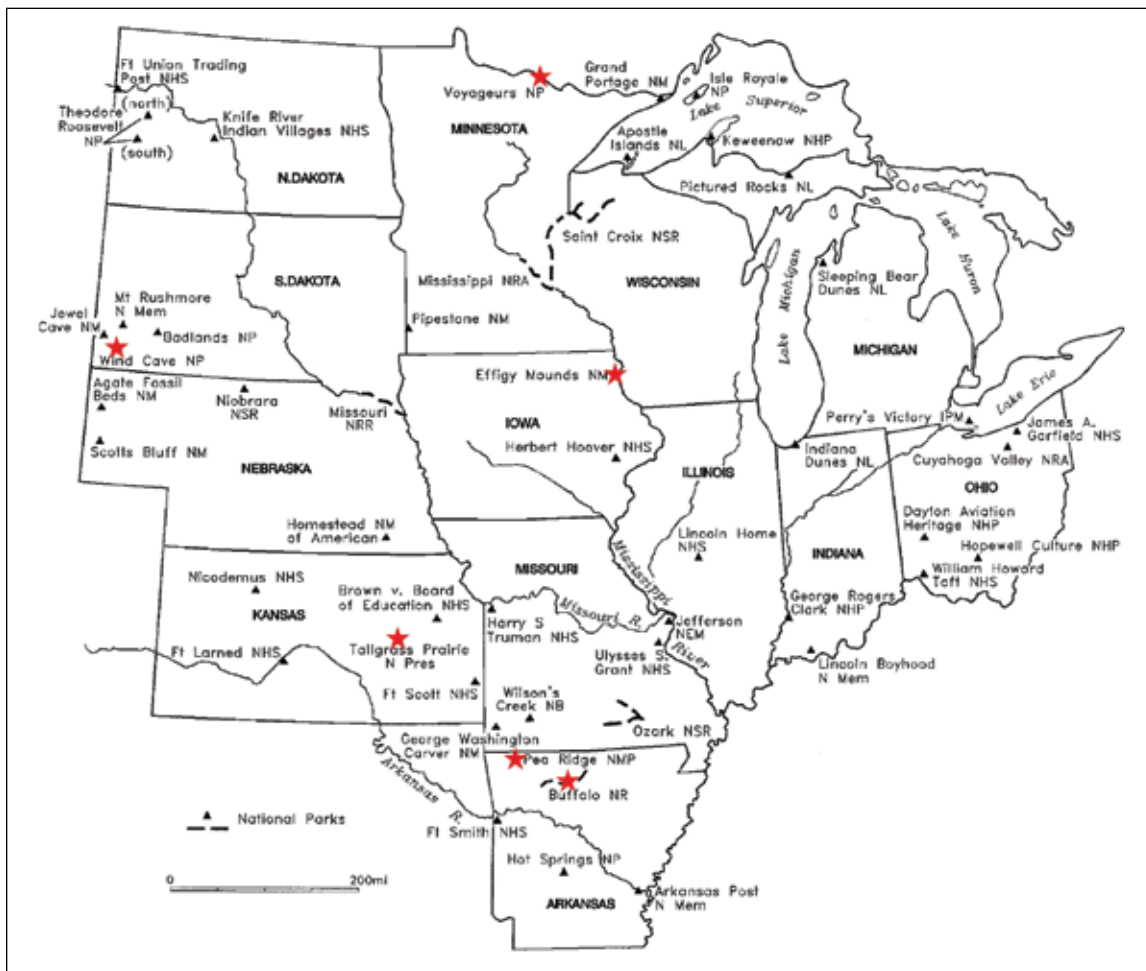 Ft Union Trading
Post NHS
(north)
Theodore
Roosevelt
NP
(south)
Knife River
Indian Villages NHS
N.DAKOTA
Voyageurs NP
MINNESOTA
Grand
Portage NM
Isle Royale
NP
Lake Superior
Apostle
Islands NL
Keweenaw NHP
Pictured Rocks NL
Saint Croix NSR
S.DAKOTA
Mississippi NRA
WISCONSIN
Lake Michigan
Lake Huron
Sleeping Bear
Dunes NL
Mt Rushmore
N Mem
Jewel
Cave NM
Badlands NP
Wind Cave NP
Pipestone NM
MICHIGAN
Agate Fossil
Beds NM
Niobrara
NSR
Missouri
NRR
Effigy Mounds NM
IOWA
Lake Erie
Perry's Victory IPM
James A.
Garfield NHS
Scotts Bluff NM
NEBRASKA
Herbert Hoover NHS
ILLINOIS
Indiana
Dunes NL
Cuyahoga Valley NRA
OHIO
Dayton Aviation
Heritage NHP
Homestead NM
of American
Lincoln Home
NHS
INDIANA
Hopewell Culture NHP
William Howard
Taft NHS
Nicodemus NHS
KANSAS
Brown v. Board
of Education NHS
MISSOURI
Missouri R.
Mississippi
River
Harry S
Truman NHS
Jefferson
NEM
George Rogers
Clark NHP
Tallgrass Prairie
N Pres
Ft Larned NHS
Ulysses S
Grant NHS
Lincoln Boyhood
N Mem
Ft Scott NHS
Wilson's
Creek NB
Ozark NSR
George Washington
Carver NM
Pea Ridge NMP
Arkansas
R.
Buffalo NR
National Parks
Ft Smith NHS
Hot Springs NP
0 200mi
Arkansas Post
N Mem
ARKANSAS